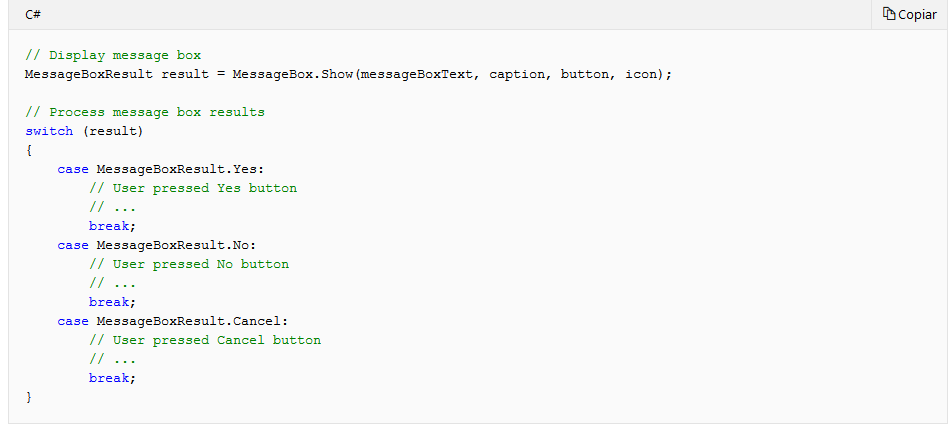 C#
Copiar
// Display message box
MessageBoxResult result = MessageBox.Show(messageBoxText, caption, button, icon);
// Process message box results
switch (result)
{
    case MessageBoxResult.Yes:
        // User pressed Yes button
        // ...
        break;
    case MessageBoxResult.No:
        // User pressed No button
        // ...
        break;
    case MessageBoxResult.Cancel:
        // User pressed Cancel button
        // ...
        break;
}